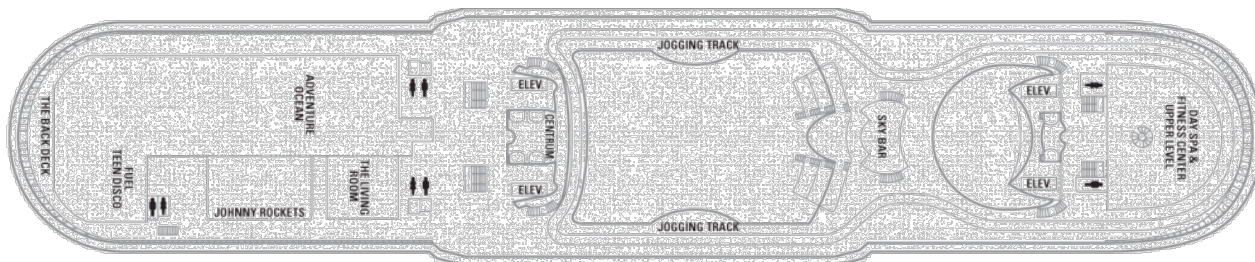 THE BACK DECK
ADVENTURE
OCEAN
FUEL
TEEN DISCO
JOHNNY ROCKETS
THE LIVING
ROOM
ELEV
CENTRUM
ELEV
JOGGING TRACK
JOGGING TRACK
SKY BAR
ELEV
ELEV
DAY SPA &
FITNESS CENTER
UPPER LEVEL